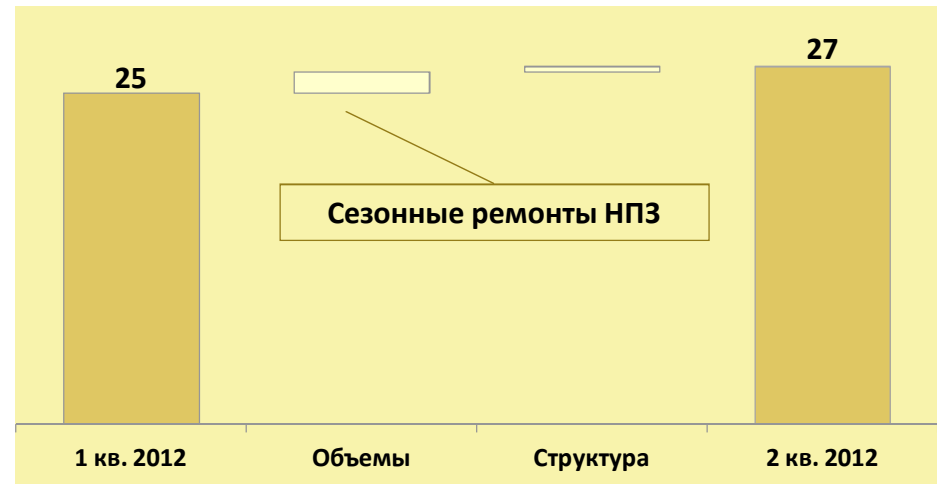 27
25
Сезонные ремонты НПЗ
1 кв. 2012
Объемы
Структура
2 кв. 2012